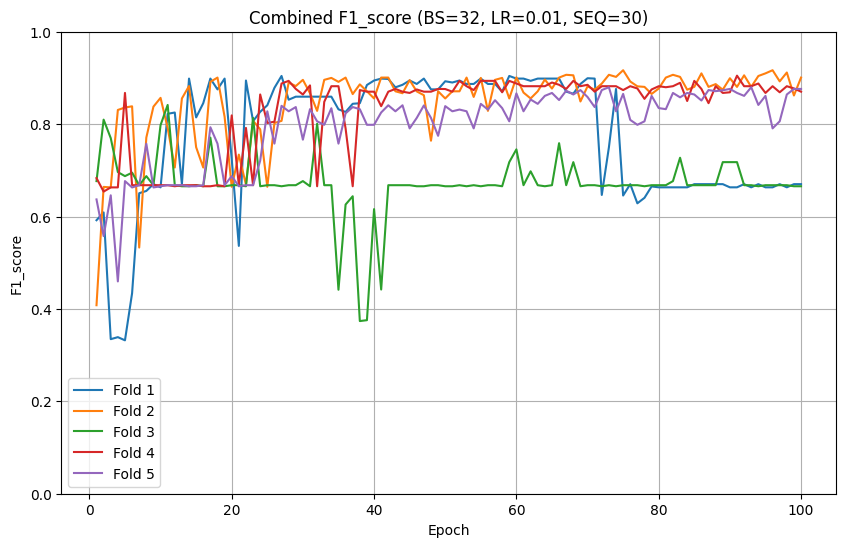 Combined F1_score (BS=32, LR=0.01, SEQ=30)
1.0
0.8
0.6
0.4
0.2
0.0
F1_score
Fold 1
Fold 2
Fold 3
Fold 4
Fold 5
0 20 40 60 80 100
Epoch